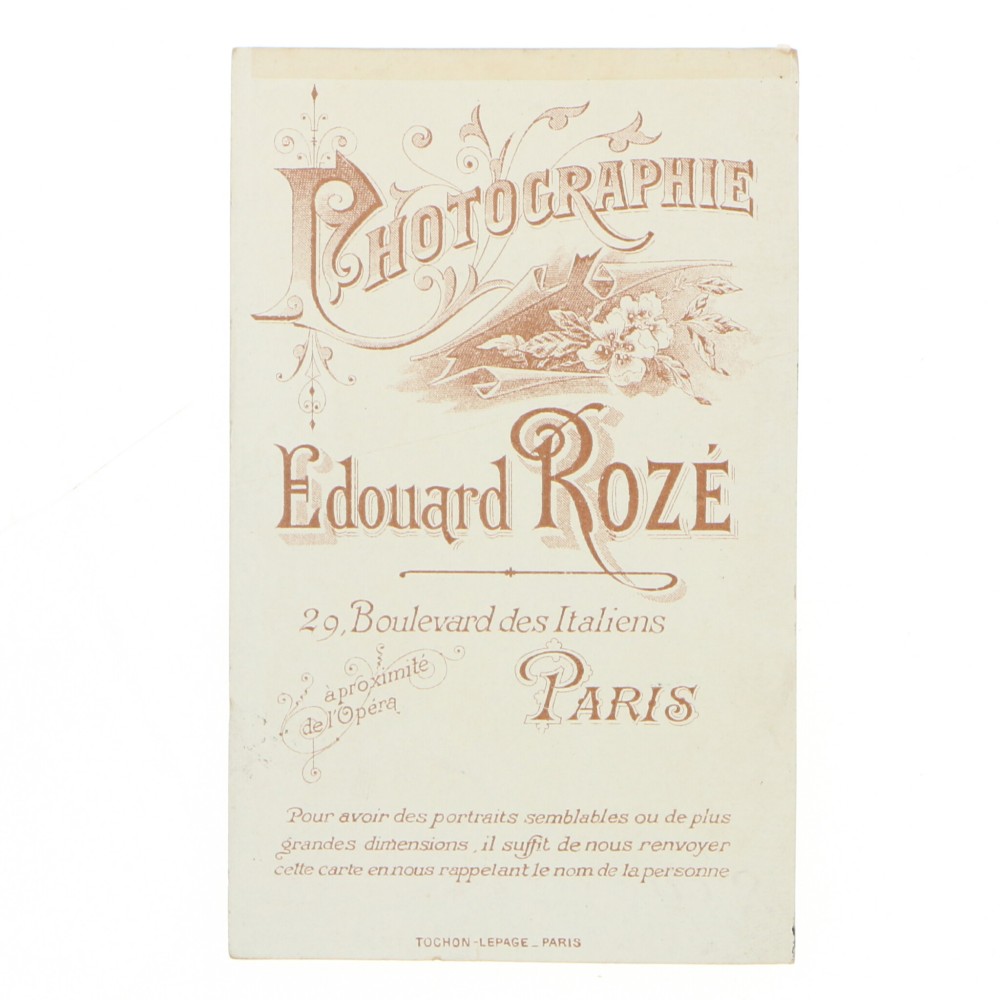 PHOTOGRAPHIE
Edouard ROZÉ
29, Boulevard des Italiens
à proximité
de l'Opéra
PARIS
Pour avoir des portraits semblables ou de plus
grandes dimensions, il suffit de nous renvoyer
cette carte en nous rappelant le nom de la personne
TOCHON-LEPAGE_PARIS